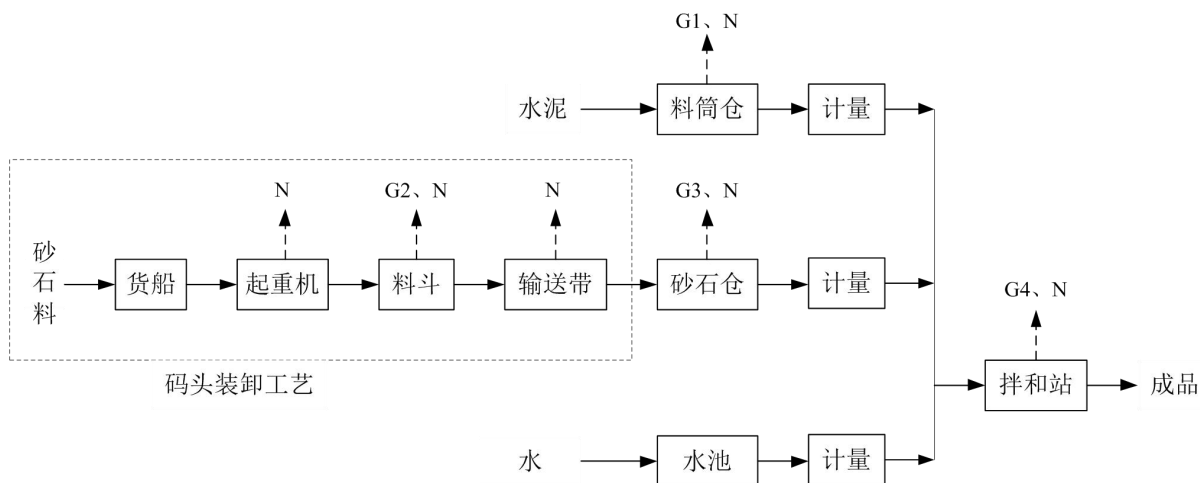 G1、N
水泥
料筒仓
计量
N
G2、N
N
G3、N
砂石料
货船
起重机
料斗
输送带
砂石仓
计量
G4、N
码头装卸工艺
拌和站
成品
水
水池
计量